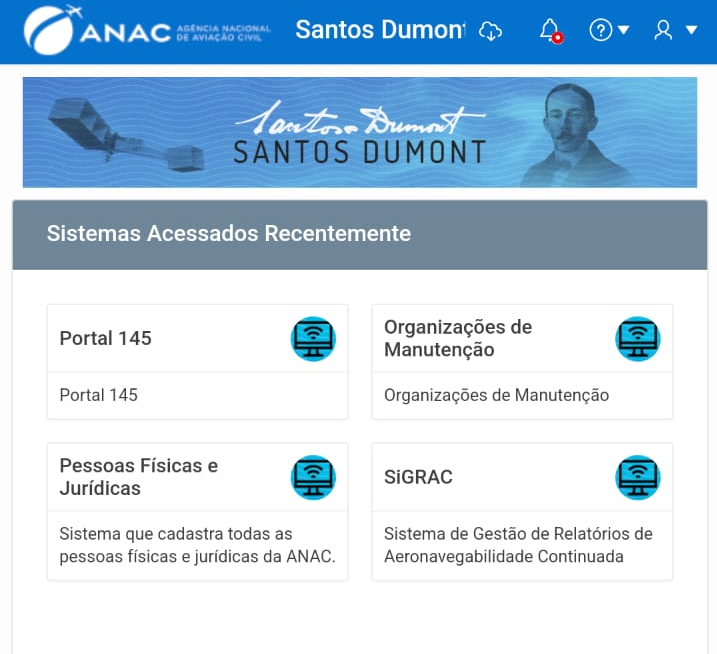 ANAC
AGÊNCIA NACIONAL
DE AVIAÇÃO CIVIL
Santos Dumont
Santos Dumont
SANTOS DUMONT
Sistemas Acessados Recentemente
Portal 145
Portal 145
Organizações de
Manutenção
Organizações de Manutenção
Pessoas Físicas e
Jurídicas
Sistema que cadastra todas as
pessoas físicas e jurídicas da ANAC.
SiGRAC
Sistema de Gestão de Relatórios de
Aeronavegabilidade Continuada